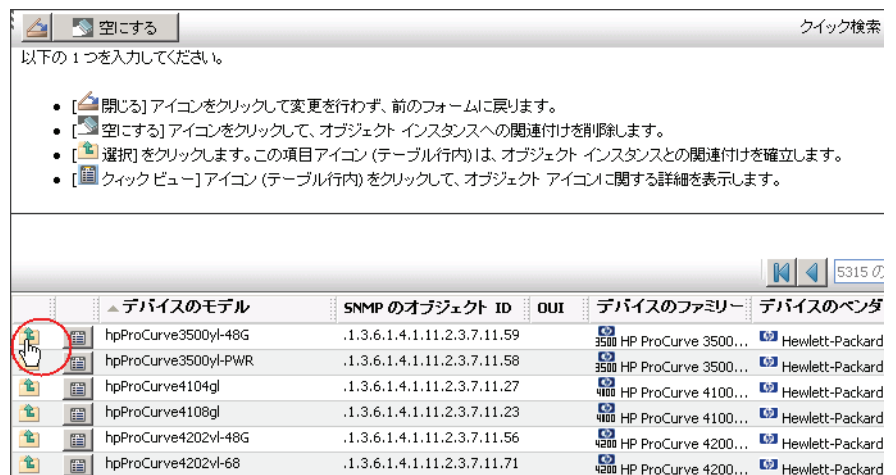 空にする クイック検索
以下の 1 つを入力してください。
• [閉じる] アイコンをクリックして変更を行わず、前のフォームに戻ります。
• [空にする] アイコンをクリックして、オブジェクト インスタンスへの関連付けを削除します。
• [選択] をクリックします。この項目アイコン (テーブル行内) は、オブジェクト インスタンスとの関連付けを確立します。
• [クィック ビュー] アイコン (テーブル行内) をクリックして、オブジェクト アイコンに関する詳細を表示します。
5315 の
デバイスのモデル SNMP のオブジェクト ID OUI デバイスのファミリー デバイスのベンダ
hpProCurve3500yl-48G .1.3.6.1.4.1.11.2.3.7.11.59 3500 HP ProCurve 3500... Hewlett-Packard
hpProCurve3500yl-PWR .1.3.6.1.4.1.11.2.3.7.11.58 3500 HP ProCurve 3500... Hewlett-Packard
hpProCurve4104gl .1.3.6.1.4.1.11.2.3.7.11.27 4100 HP ProCurve 4100... Hewlett-Packard
hpProCurve4108gl .1.3.6.1.4.1.11.2.3.7.11.23 4100 HP ProCurve 4100... Hewlett-Packard
hpProCurve4202vl-48G .1.3.6.1.4.1.11.2.3.7.11.56 4200 HP ProCurve 4200... Hewlett-Packard
hpProCurve4202vl-68 .1.3.6.1.4.1.11.2.3.7.11.71 4200 HP ProCurve 4200... Hewlett-Packard